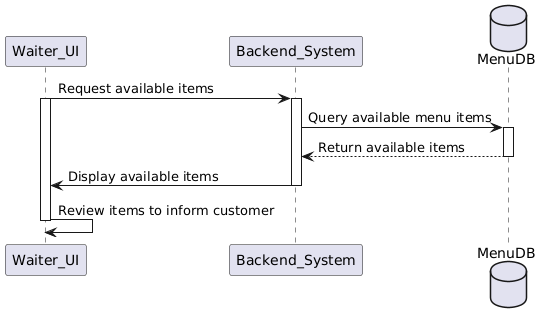 Waiter_UI
Backend_System
MenuDB
Request available items
Query available menu items
Return available items
Display available items
Review items to inform customer
Waiter_UI
Backend_System
MenuDB